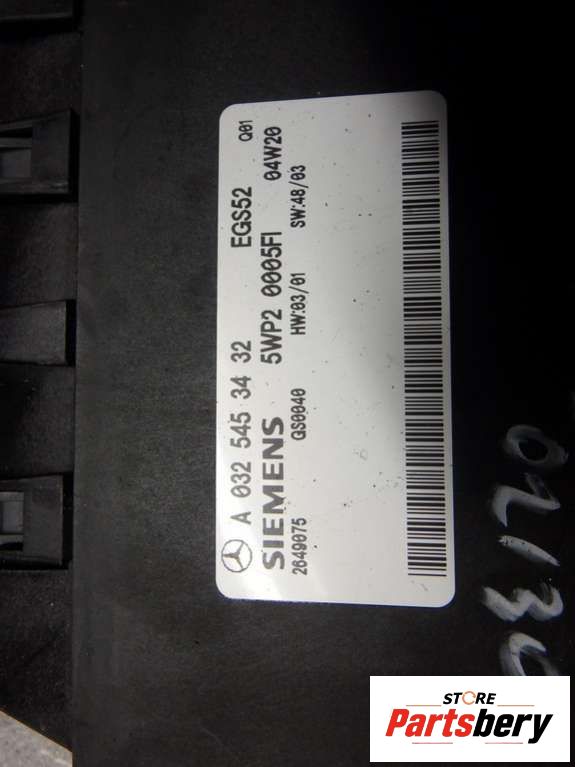 A 032 545 34 32 EGS52 Q01
SIEMENS 5WP2 0005FI 04W20
2649075 QS0040 HW:03/01 SW:48/03
STORE
Partsbery